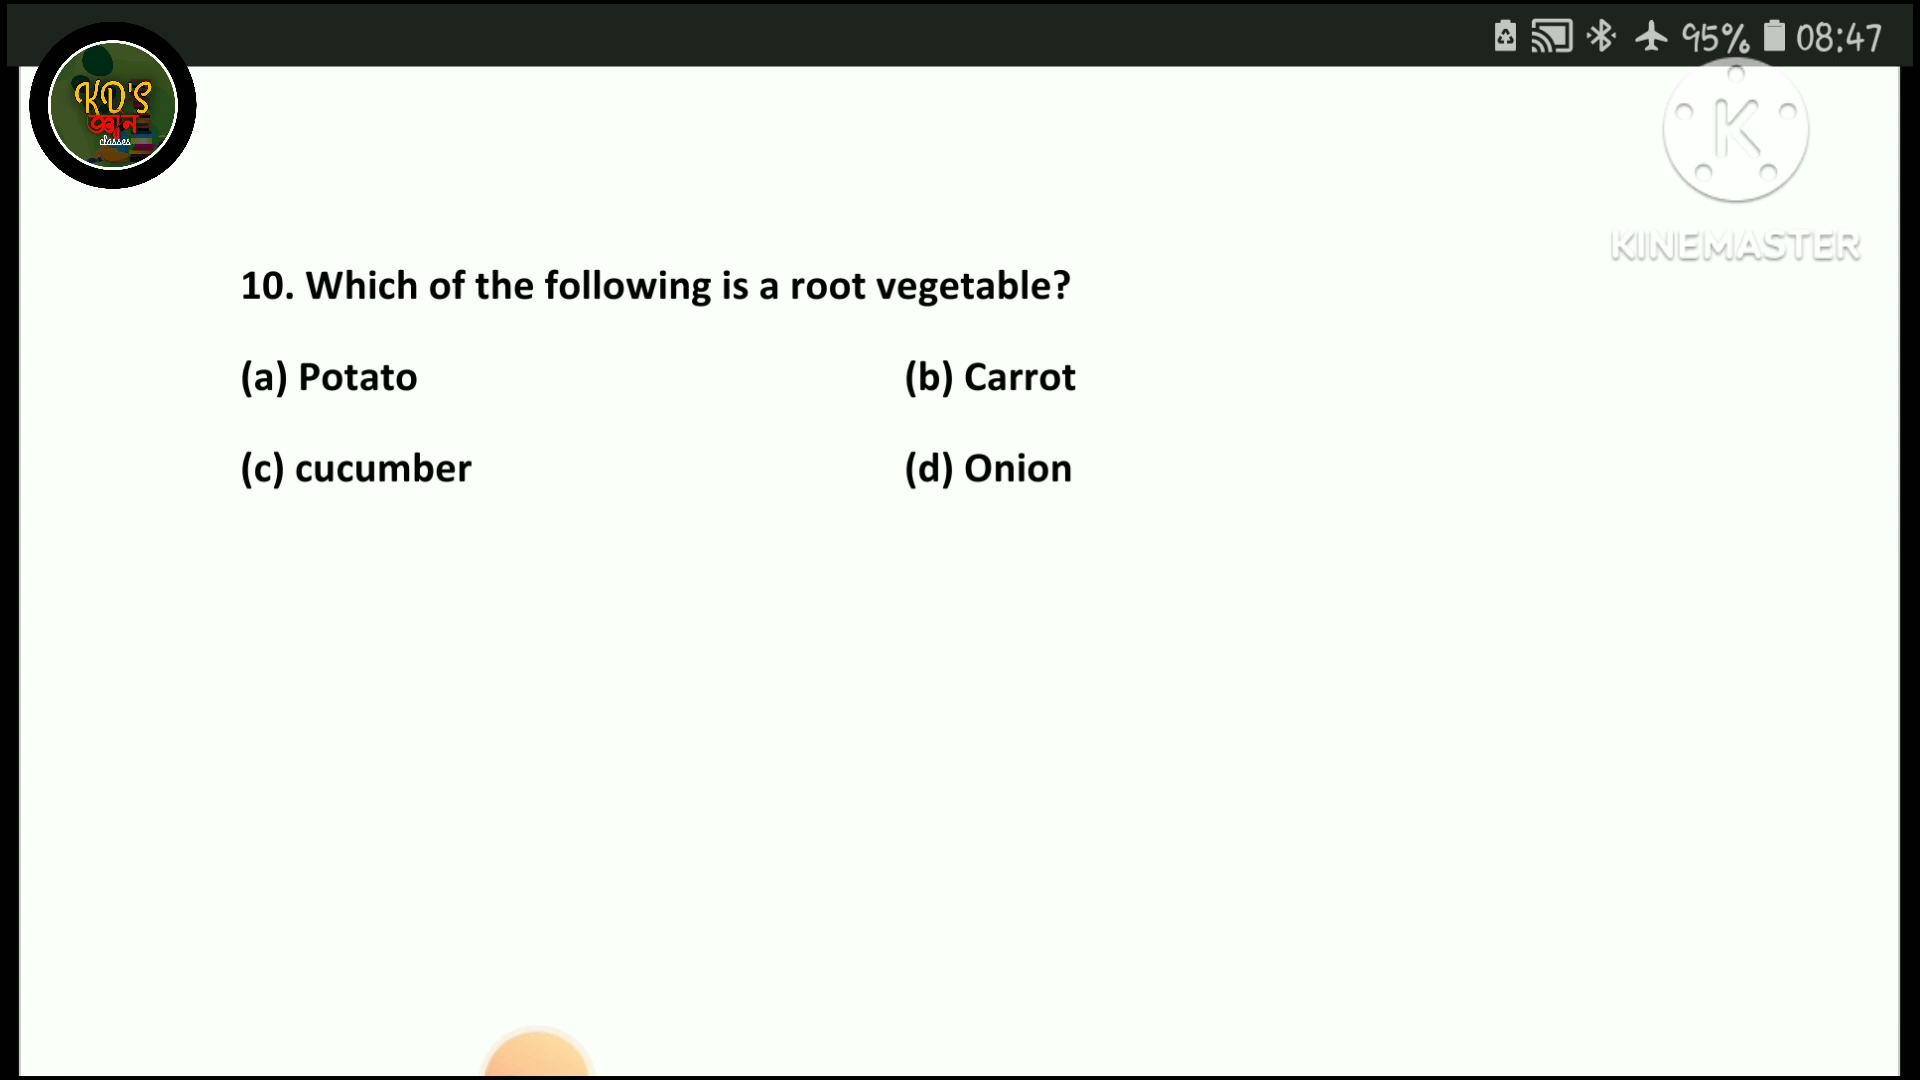 95% 08:47
KD'S
জ্ঞান
classes
K
KINEMASTER
10. Which of the following is a root vegetable?
(a) Potato (b) Carrot
(c) cucumber (d) Onion